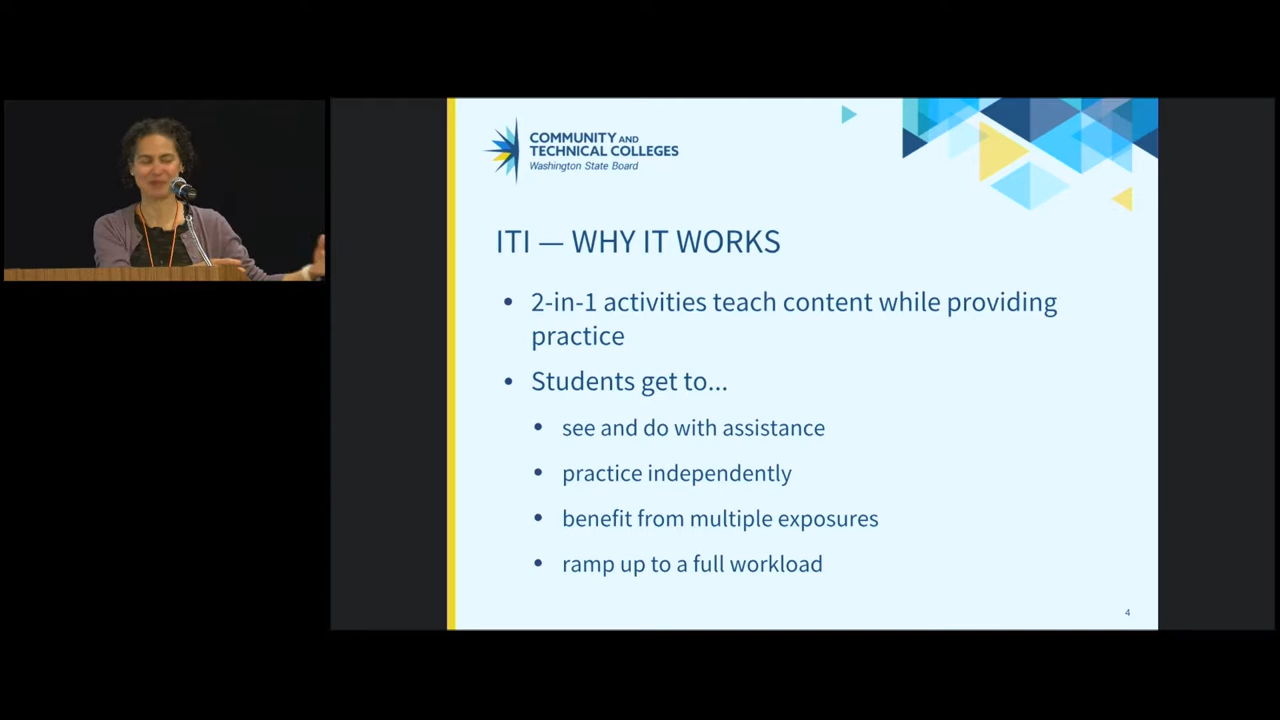 COMMUNITY AND
TECHNICAL COLLEGES
Washington State Board
ITI — WHY IT WORKS
• 2-in-1 activities teach content while providing
practice
• Students get to...
• see and do with assistance
• practice independently
• benefit from multiple exposures
• ramp up to a full workload
4